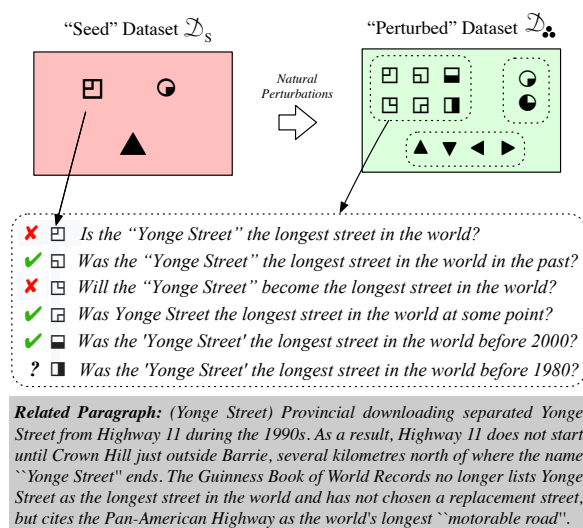 “Seed” Dataset 𝒟s
“Perturbed” Dataset 𝒟
Natural
Perturbations
✘ Is the “Yonge Street” the longest street in the world?
✔ Was the “Yonge Street” the longest street in the world in the past?
✘ Will the “Yonge Street” become the longest street in the world?
✔ Was Yonge Street the longest street in the world at some point?
✔ Was the 'Yonge Street' the longest street in the world before 2000?
? Was the 'Yonge Street' the longest street in the world before 1980?
Related Paragraph: (Yonge Street) Provincial downloading separated Yonge
Street from Highway 11 during the 1990s. As a result, Highway 11 does not start
until Crown Hill just outside Barrie, several kilometres north of where the name
``Yonge Street'' ends. The Guinness Book of World Records no longer lists Yonge
Street as the longest street in the world and has not chosen a replacement street,
but cites the Pan-American Highway as the world's longest ``motorable road''.